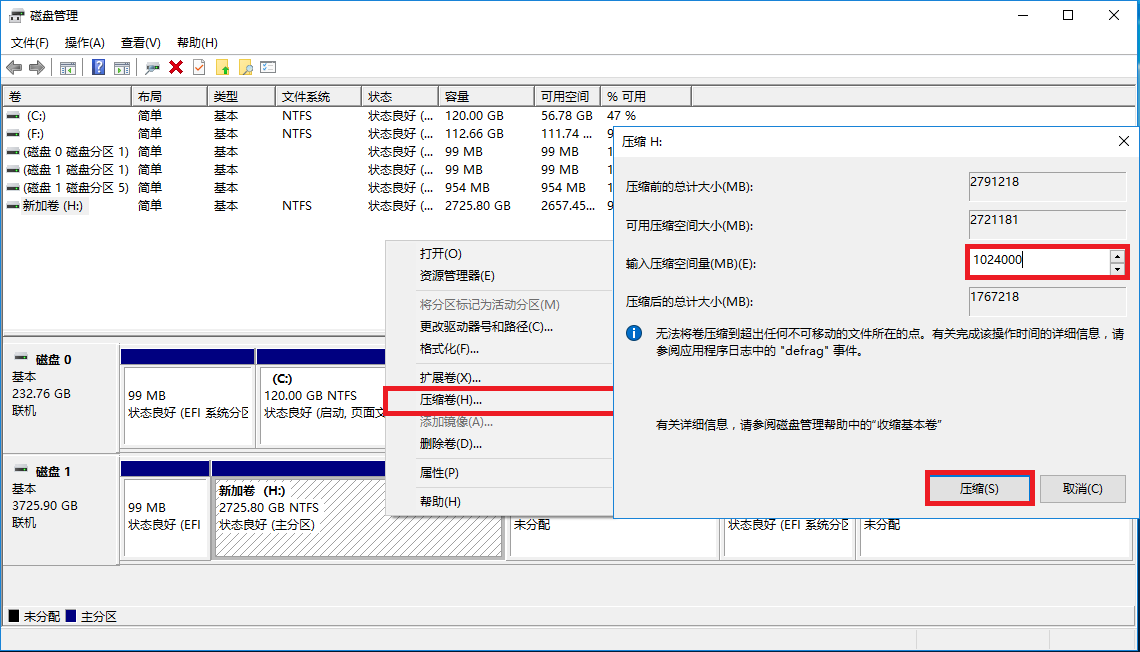 磁盘管理
文件(F) 操作(A) 查看(V) 帮助(H)
卷 布局 类型 文件系统 状态 容量 可用空间 % 可用
(C:) 简单 基本 NTFS 状态良好 (... 120.00 GB 56.78 GB 47 %
(F:) 简单 基本 NTFS 状态良好 (... 112.66 GB 111.74 ... 9
(磁盘 0 磁盘分区 1) 简单 基本 状态良好 (... 99 MB 99 MB 1
(磁盘 1 磁盘分区 1) 简单 基本 状态良好 (... 99 MB 99 MB 1
(磁盘 1 磁盘分区 5) 简单 基本 状态良好 (... 954 MB 954 MB 1
新加卷 (H:) 简单 基本 NTFS 状态良好 (... 2725.80 GB 2657.45... 9
打开(O)
资源管理器(E)
将分区标记为活动分区(M)
更改驱动器号和路径(C)...
格式化(F)...
扩展卷(X)...
压缩卷(H)...
添加镜像(A)...
删除卷(D)...
属性(P)
帮助(H)
压缩 H:
压缩前的总计大小(MB): 2791218
可用压缩空间大小(MB): 2721181
输入压缩空间量(MB)(E): 1024000
压缩后的总计大小(MB): 1767218
无法将卷压缩到超出任何不可移动的文件所在的点。有关完成该操作时间的详细信息，请
参阅应用程序日志中的 "defrag" 事件。
有关详细信息，请参阅磁盘管理帮助中的“收缩基本卷”
压缩(S) 取消(C)
磁盘 0
基本
232.76 GB
联机
99 MB
状态良好 (EFI 系统分区
(C:)
120.00 GB NTFS
状态良好 (启动, 页面文
磁盘 1
基本
3725.90 GB
联机
99 MB
状态良好 (EFI
新加卷 (H:)
2725.80 GB NTFS
状态良好 (主分区)
未分配
状态良好 (EFI 系统分区
未分配
未分配 主分区